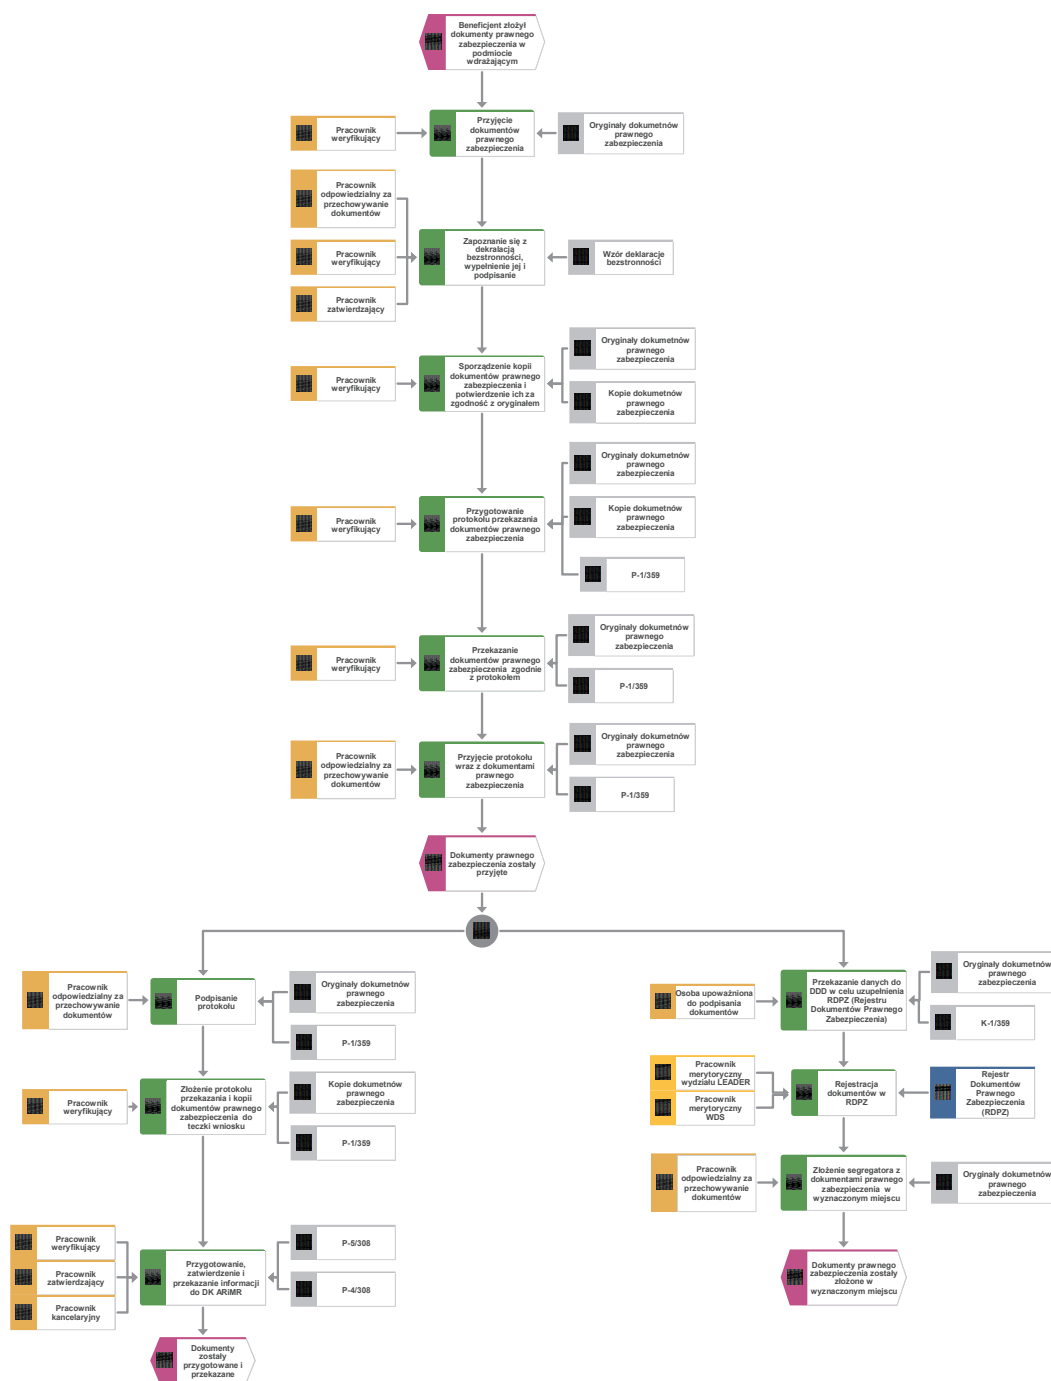 Beneficjent złożył
dokumenty prawnego
zabezpieczenia w
podmiocie
wdrażającym
Pracownik
weryfikujący
Przyjęcie
dokumentów
prawnego
zabezpieczenia
Oryginały dokumetnów
prawnego
zabezpieczenia
Pracownik
odpowiedzialny za
przechowywanie
dokumentów
Pracownik
weryfikujący
Pracownik
zatwierdzający
Zapoznanie się z
dekralacją
bezstronności,
wypełnienie jej i
podpisanie
Wzór deklaracje
bezstronności
Pracownik
weryfikujący
Sporządzenie kopii
dokumentów prawnego
zabezpieczenia i
potwierdzenie ich za
zgodność z oryginałem
Oryginały dokumetnów
prawnego
zabezpieczenia
Kopie dokumetnów
prawnego
zabezpieczenia
Pracownik
weryfikujący
Przygotowanie
protokołu przekazania
dokumentów prawnego
zabezpieczenia
Oryginały dokumetnów
prawnego
zabezpieczenia
Kopie dokumetnów
prawnego
zabezpieczenia
P-1/359
Pracownik
weryfikujący
Przekazanie
dokumentów prawnego
zabezpieczenia zgodnie
z protokołem
Oryginały dokumetnów
prawnego
zabezpieczenia
P-1/359
Pracownik
odpowiedzialny za
przechowywanie
dokumentów
Przyjęcie protokołu
wraz z dokumentami
prawnego
zabezpieczenia
Oryginały dokumetnów
prawnego
zabezpieczenia
P-1/359
Dokumenty prawnego
zabezpieczenia zostały
przyjęte
Pracownik
odpowiedzialny za
przechowywanie
dokumentów
Podpisanie
protokołu
Oryginały dokumetnów
prawnego
zabezpieczenia
P-1/359
Pracownik
weryfikujący
Złożenie protokołu
przekazania i kopii
dokumentów prawnego
zabezpieczenia do
teczki wniosku
Kopie dokumetnów
prawnego
zabezpieczenia
P-1/359
Pracownik
weryfikujący
Pracownik
zatwierdzający
Pracownik
kancelaryjny
Przygotowanie,
zatwierdzenie i
przekazanie informacji
do DK ARiMR
P-5/308
P-4/308
Dokumenty
zostały
przygotowane i
przekazane
Osoba upoważniona
do podpisania
dokumentów
Przekazanie danych do
DDD w celu uzupełnienia
RDPZ (Rejestru
Dokumentów Prawnego
Zabezpieczenia)
Oryginały dokumetnów
prawnego
zabezpieczenia
K-1/359
Pracownik
merytoryczny
wydziału LEADER
Pracownik
merytoryczny
WDS
Rejestracja
dokumentów w
RDPZ
Rejestr
Dokumentów
Prawnego
Zabezpieczenia
(RDPZ)
Pracownik
odpowiedzialny za
przechowywanie
dokumentów
Złożenie segregatora z
dokumentami prawnego
zabezpieczenia w
wyznaczonym miejscu
Oryginały dokumetnów
prawnego
zabezpieczenia
Dokumenty prawnego
zabezpieczenia zostały
złożone w
wyznaczonym miejscu